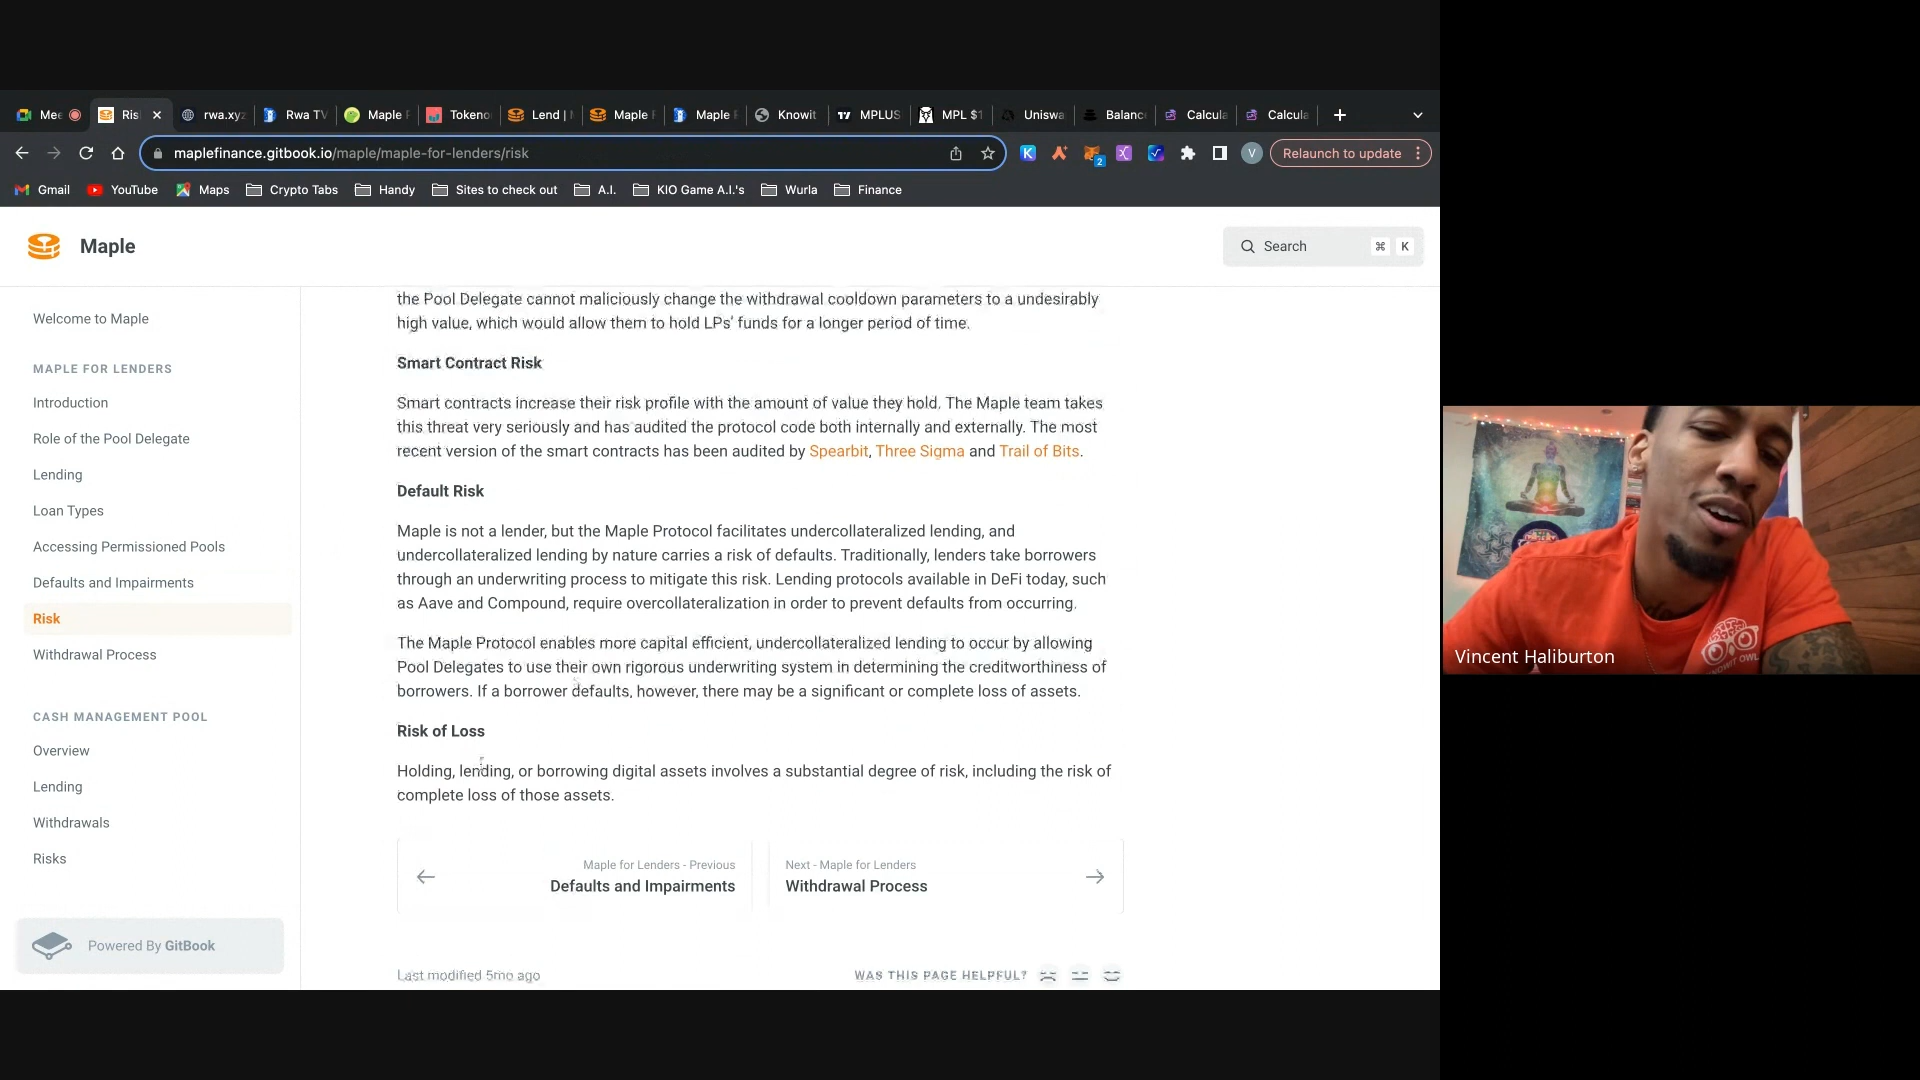 Mee
Ris
rwa.xyz
Rwa TV
Maple F
Tokeno
Lend | M
Maple F
Maple F
Knowit
MPLUS
MPL $1
Uniswa
Balanc
Calcula
Calcula
maplefinance.gitbook.io/maple/maple-for-lenders/risk
2
V
Relaunch to update
Gmail
YouTube
Maps
Crypto Tabs
Handy
Sites to check out
A.I.
KIO Game A.I.'s
Wurla
Finance
Maple
Search
⌘ K
Welcome to Maple
MAPLE FOR LENDERS
Introduction
Role of the Pool Delegate
Lending
Loan Types
Accessing Permissioned Pools
Defaults and Impairments
Risk
Withdrawal Process
CASH MANAGEMENT POOL
Overview
Lending
Withdrawals
Risks
Powered By GitBook
the Pool Delegate cannot maliciously change the withdrawal cooldown parameters to a undesirably
high value, which would allow them to hold LPs' funds for a longer period of time.
Smart Contract Risk
Smart contracts increase their risk profile with the amount of value they hold. The Maple team takes
this threat very seriously and has audited the protocol code both internally and externally. The most
recent version of the smart contracts has been audited by Spearbit, Three Sigma and Trail of Bits.
Default Risk
Maple is not a lender, but the Maple Protocol facilitates undercollateralized lending, and
undercollateralized lending by nature carries a risk of defaults. Traditionally, lenders take borrowers
through an underwriting process to mitigate this risk. Lending protocols available in DeFi today, such
as Aave and Compound, require overcollateralization in order to prevent defaults from occurring.
The Maple Protocol enables more capital efficient, undercollateralized lending to occur by allowing
Pool Delegates to use their own rigorous underwriting system in determining the creditworthiness of
borrowers. If a borrower defaults, however, there may be a significant or complete loss of assets.
Risk of Loss
Holding, lending, or borrowing digital assets involves a substantial degree of risk, including the risk of
complete loss of those assets.
Maple for Lenders - Previous
Defaults and Impairments
Next - Maple for Lenders
Withdrawal Process
Last modified 5mo ago
WAS THIS PAGE HELPFUL?
Vincent Haliburton